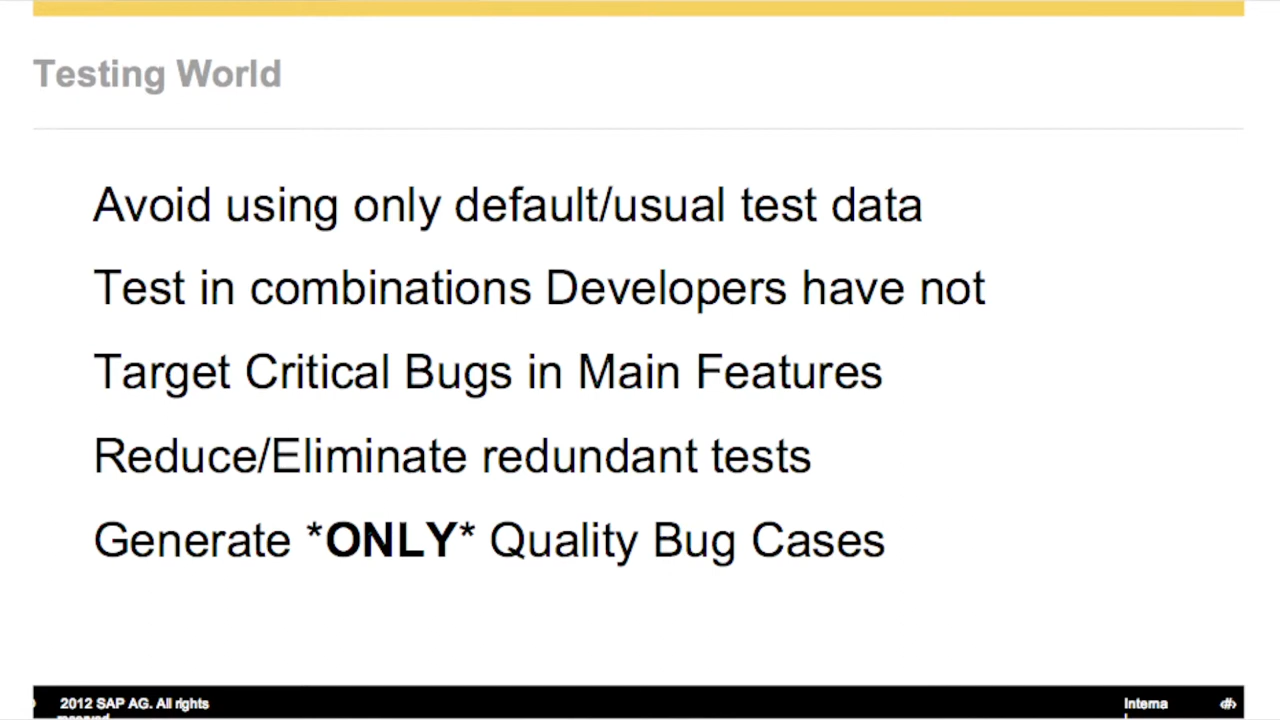 Testing World
Avoid using only default/usual test data
Test in combinations Developers have not
Target Critical Bugs in Main Features
Reduce/Eliminate redundant tests
Generate *ONLY* Quality Bug Cases
2012 SAP AG. All rights
reserved
Interna
l
‹#›